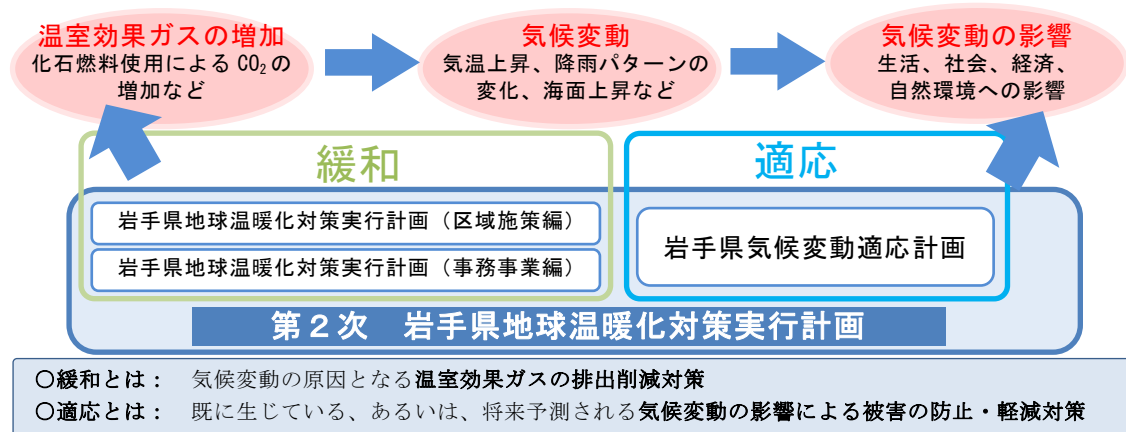 温室効果ガスの増加
化石燃料使用による CO₂の
増加など
気候変動
気温上昇、降雨パターンの
変化、海面上昇など
気候変動の影響
生活、社会、経済、
自然環境への影響
緩和
適応
岩手県地球温暖化対策実行計画（区域施策編）
岩手県地球温暖化対策実行計画（事務事業編）
岩手県気候変動適応計画
第２次　岩手県地球温暖化対策実行計画
○緩和とは：　気候変動の原因となる温室効果ガスの排出削減対策
○適応とは：　既に生じている、あるいは、将来予測される気候変動の影響による被害の防止・軽減対策